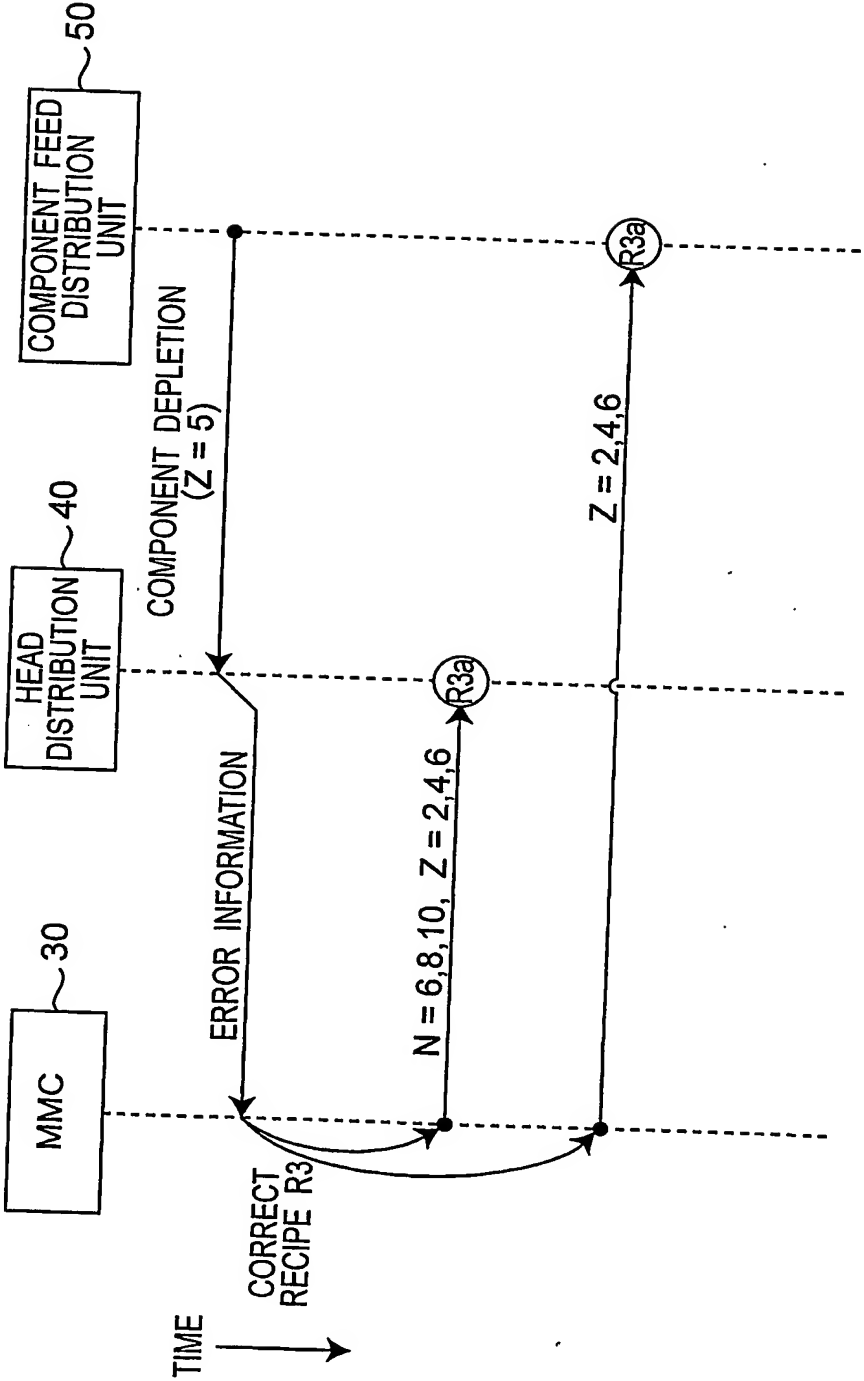 MMC
30
HEAD
DISTRIBUTION
UNIT
40
COMPONENT FEED
DISTRIBUTION
UNIT
50
TIME
COMPONENT DEPLETION
(Z = 5)
ERROR INFORMATION
CORRECT
RECIPE R3
N = 6,8,10, Z = 2,4,6
R3a
Z = 2,4,6
R3a